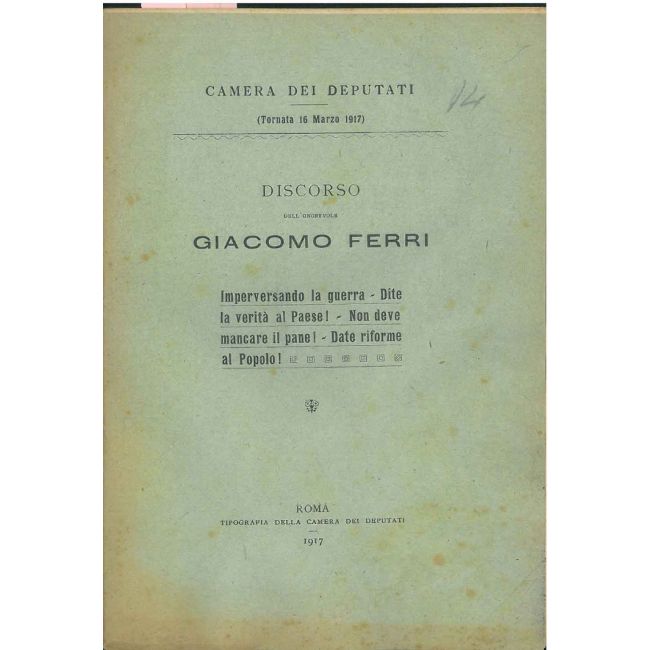 CAMERA DEI DEPUTATI
14
(Tornata 16 Marzo 1917)
DISCORSO
DELL'ONOREVOLE
GIACOMO FERRI
Imperversando la guerra - Dite
la verità al Paese! - Non deve
mancare il pane! - Date riforme
al Popolo!
ROMA
TIPOGRAFIA DELLA CAMERA DEI DEPUTATI
1917